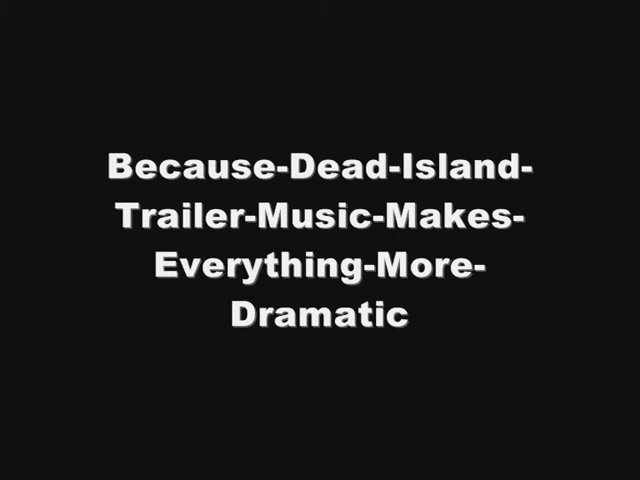 Because-Dead-Island-
Trailer-Music-Makes-
Everything-More-
Dramatic